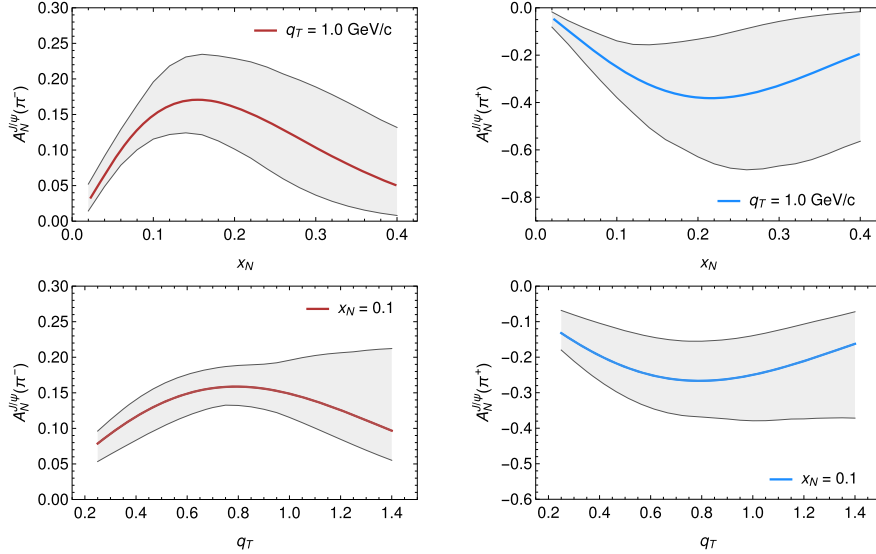 0.30
0.25
0.20
0.15
0.10
0.05
0.00
A_N^{J/ψ}(π⁻)
q_T = 1.0 GeV/c
0.0 0.1 0.2 0.3 0.4
x_N
0.0
−0.2
−0.4
−0.6
−0.8
A_N^{J/ψ}(π⁺)
q_T = 1.0 GeV/c
0.0 0.1 0.2 0.3 0.4
x_N
0.30
0.25
0.20
0.15
0.10
0.05
0.00
A_N^{J/ψ}(π⁻)
x_N = 0.1
0.2 0.4 0.6 0.8 1.0 1.2 1.4
q_T
0.0
−0.1
−0.2
−0.3
−0.4
−0.5
−0.6
A_N^{J/ψ}(π⁺)
x_N = 0.1
0.2 0.4 0.6 0.8 1.0 1.2 1.4
q_T